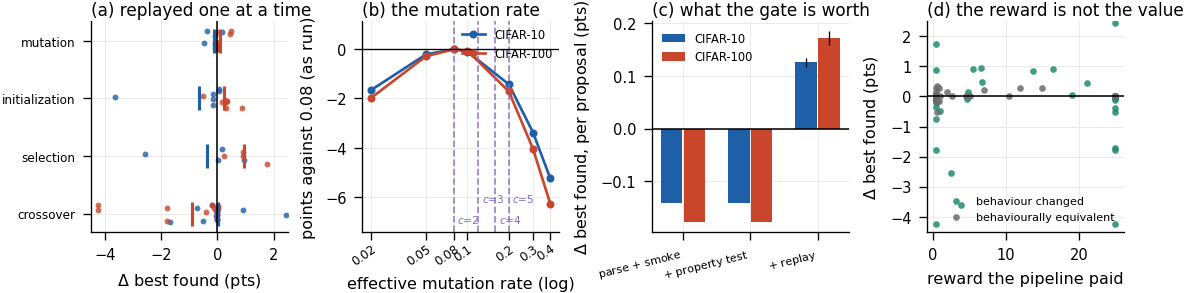 (a) replayed one at a time
mutation
initialization
selection
crossover
−4
−2
0
2
Δ best found (pts)
(b) the mutation rate
points against 0.08 (as run)
0
−2
−4
−6
CIFAR-10
CIFAR-100
c=2
c=3
c=4
c=5
0.02
0.05
0.08
0.1
0.2
0.3
0.4
effective mutation rate (log)
(c) what the gate is worth
Δ best found, per proposal (pts)
0.2
0.1
0.0
−0.1
CIFAR-10
CIFAR-100
parse + smoke
+ property test
+ replay
(d) the reward is not the value
Δ best found (pts)
2
1
0
−1
−2
−3
−4
behaviour changed
behaviourally equivalent
0
10
20
reward the pipeline paid